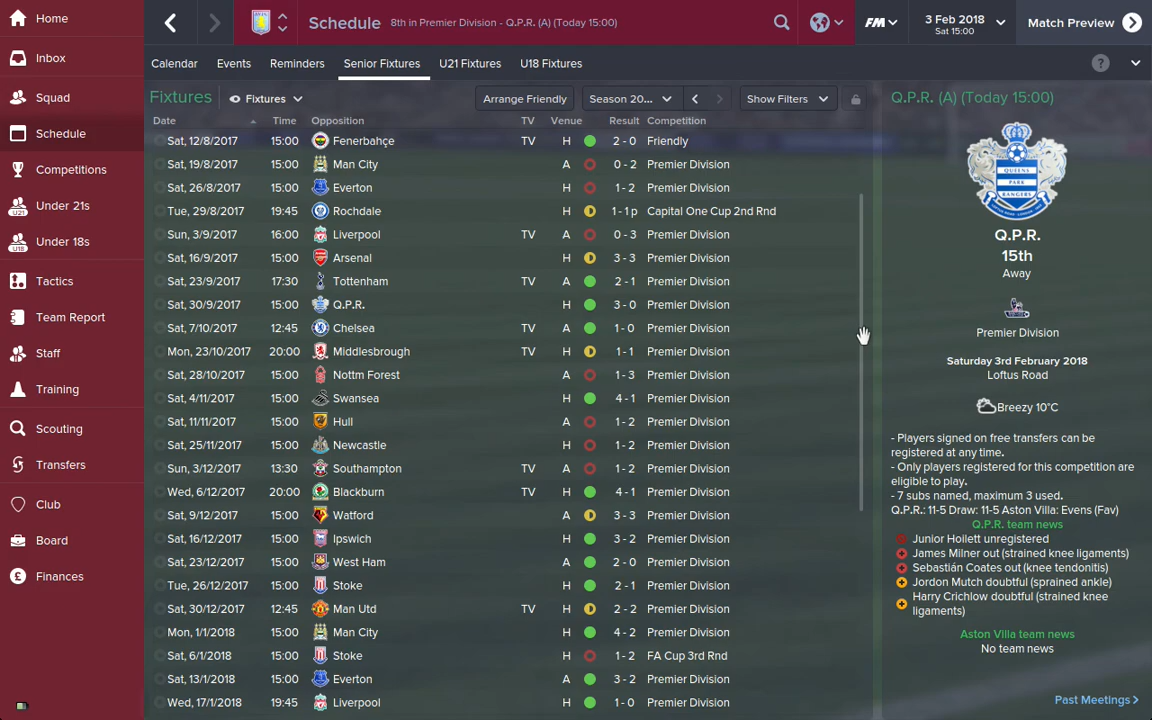 Home
Inbox
Squad
Schedule
Competitions
Under 21s
Under 18s
Tactics
Team Report
Staff
Training
Scouting
Transfers
Club
Board
Finances
Schedule 8th in Premier Division - Q.P.R. (A) (Today 15:00)
FM
3 Feb 2018
Sat 15:00
Match Preview
Calendar Events Reminders Senior Fixtures U21 Fixtures U18 Fixtures
Fixtures Fixtures Arrange Friendly Season 20... Show Filters
Date Time Opposition TV Venue Result Competition
Sat, 12/8/2017 15:00 Fenerbahçe TV H 2 - 0 Friendly
Sat, 19/8/2017 15:00 Man City A 0 - 2 Premier Division
Sat, 26/8/2017 15:00 Everton H 1 - 2 Premier Division
Tue, 29/8/2017 19:45 Rochdale H 1 - 1 p Capital One Cup 2nd Rnd
Sun, 3/9/2017 16:00 Liverpool TV A 0 - 3 Premier Division
Sat, 16/9/2017 15:00 Arsenal H 3 - 3 Premier Division
Sat, 23/9/2017 17:30 Tottenham TV A 2 - 1 Premier Division
Sat, 30/9/2017 15:00 Q.P.R. H 3 - 0 Premier Division
Sat, 7/10/2017 12:45 Chelsea TV A 1 - 0 Premier Division
Mon, 23/10/2017 20:00 Middlesbrough TV H 1 - 1 Premier Division
Sat, 28/10/2017 15:00 Nottm Forest A 1 - 3 Premier Division
Sat, 4/11/2017 15:00 Swansea H 4 - 1 Premier Division
Sat, 11/11/2017 15:00 Hull A 1 - 2 Premier Division
Sat, 25/11/2017 15:00 Newcastle H 1 - 2 Premier Division
Sun, 3/12/2017 13:30 Southampton TV A 1 - 2 Premier Division
Wed, 6/12/2017 20:00 Blackburn TV H 4 - 1 Premier Division
Sat, 9/12/2017 15:00 Watford A 3 - 3 Premier Division
Sat, 16/12/2017 15:00 Ipswich H 3 - 2 Premier Division
Sat, 23/12/2017 15:00 West Ham A 2 - 0 Premier Division
Tue, 26/12/2017 15:00 Stoke H 2 - 1 Premier Division
Sat, 30/12/2017 12:45 Man Utd TV H 2 - 2 Premier Division
Mon, 1/1/2018 15:00 Man City H 4 - 2 Premier Division
Sat, 6/1/2018 15:00 Stoke H 1 - 2 FA Cup 3rd Rnd
Sat, 13/1/2018 15:00 Everton A 3 - 2 Premier Division
Wed, 17/1/2018 19:45 Liverpool H 1 - 0 Premier Division
Q.P.R. (A) (Today 15:00)
Q.P.R.
15th
Away
Premier Division
Saturday 3rd February 2018
Loftus Road
Breezy 10°C
- Players signed on free transfers can be
registered at any time.
- Only players registered for this competition are
eligible to play.
- 7 subs named, maximum 3 used.
Q.P.R.: 11-5 Draw: 11-5 Aston Villa: Evens (Fav)
Q.P.R. team news
Junior Hoilett unregistered
James Milner out (strained knee ligaments)
Sebastián Coates out (knee tendonitis)
Jordon Mutch doubtful (sprained ankle)
Harry Crichlow doubtful (strained knee
ligaments)
Aston Villa team news
No team news
Past Meetings >